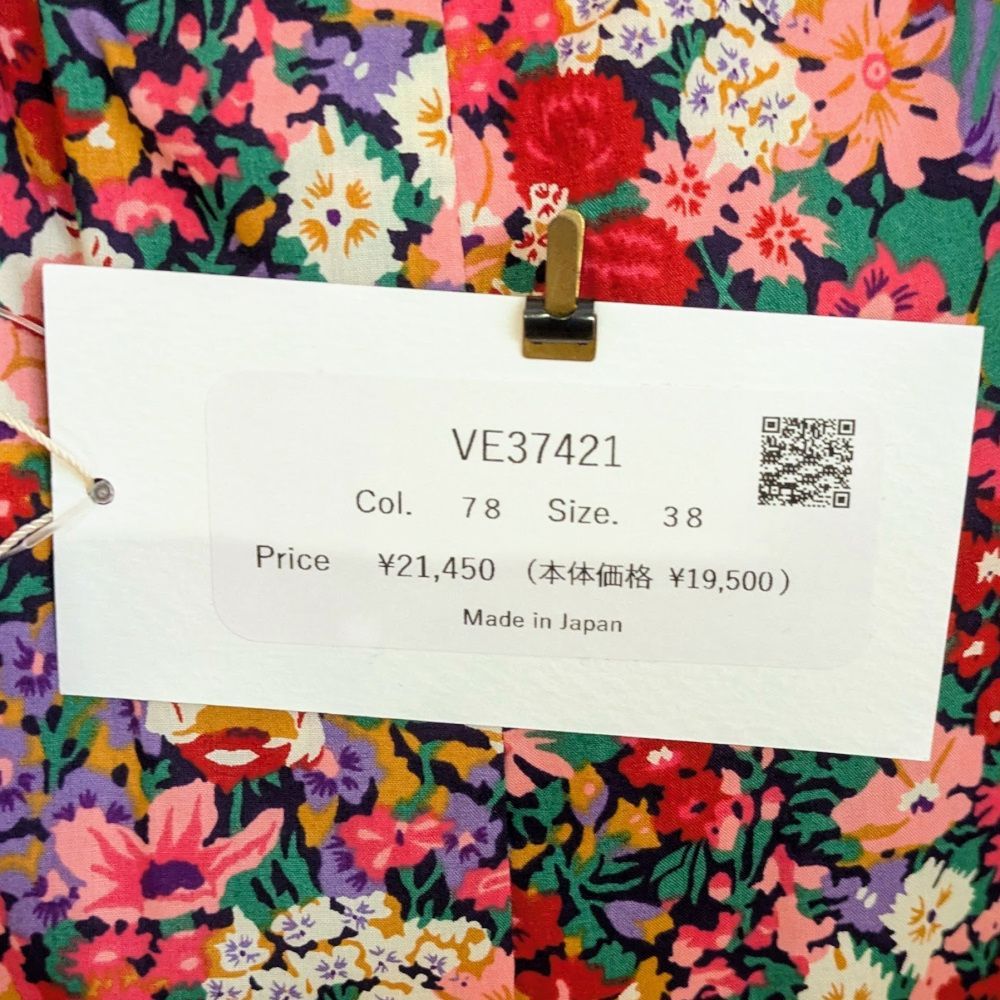 VE37421
Col. 78 Size. 38
Price ¥21,450 (本体価格 ¥19,500)
Made in Japan